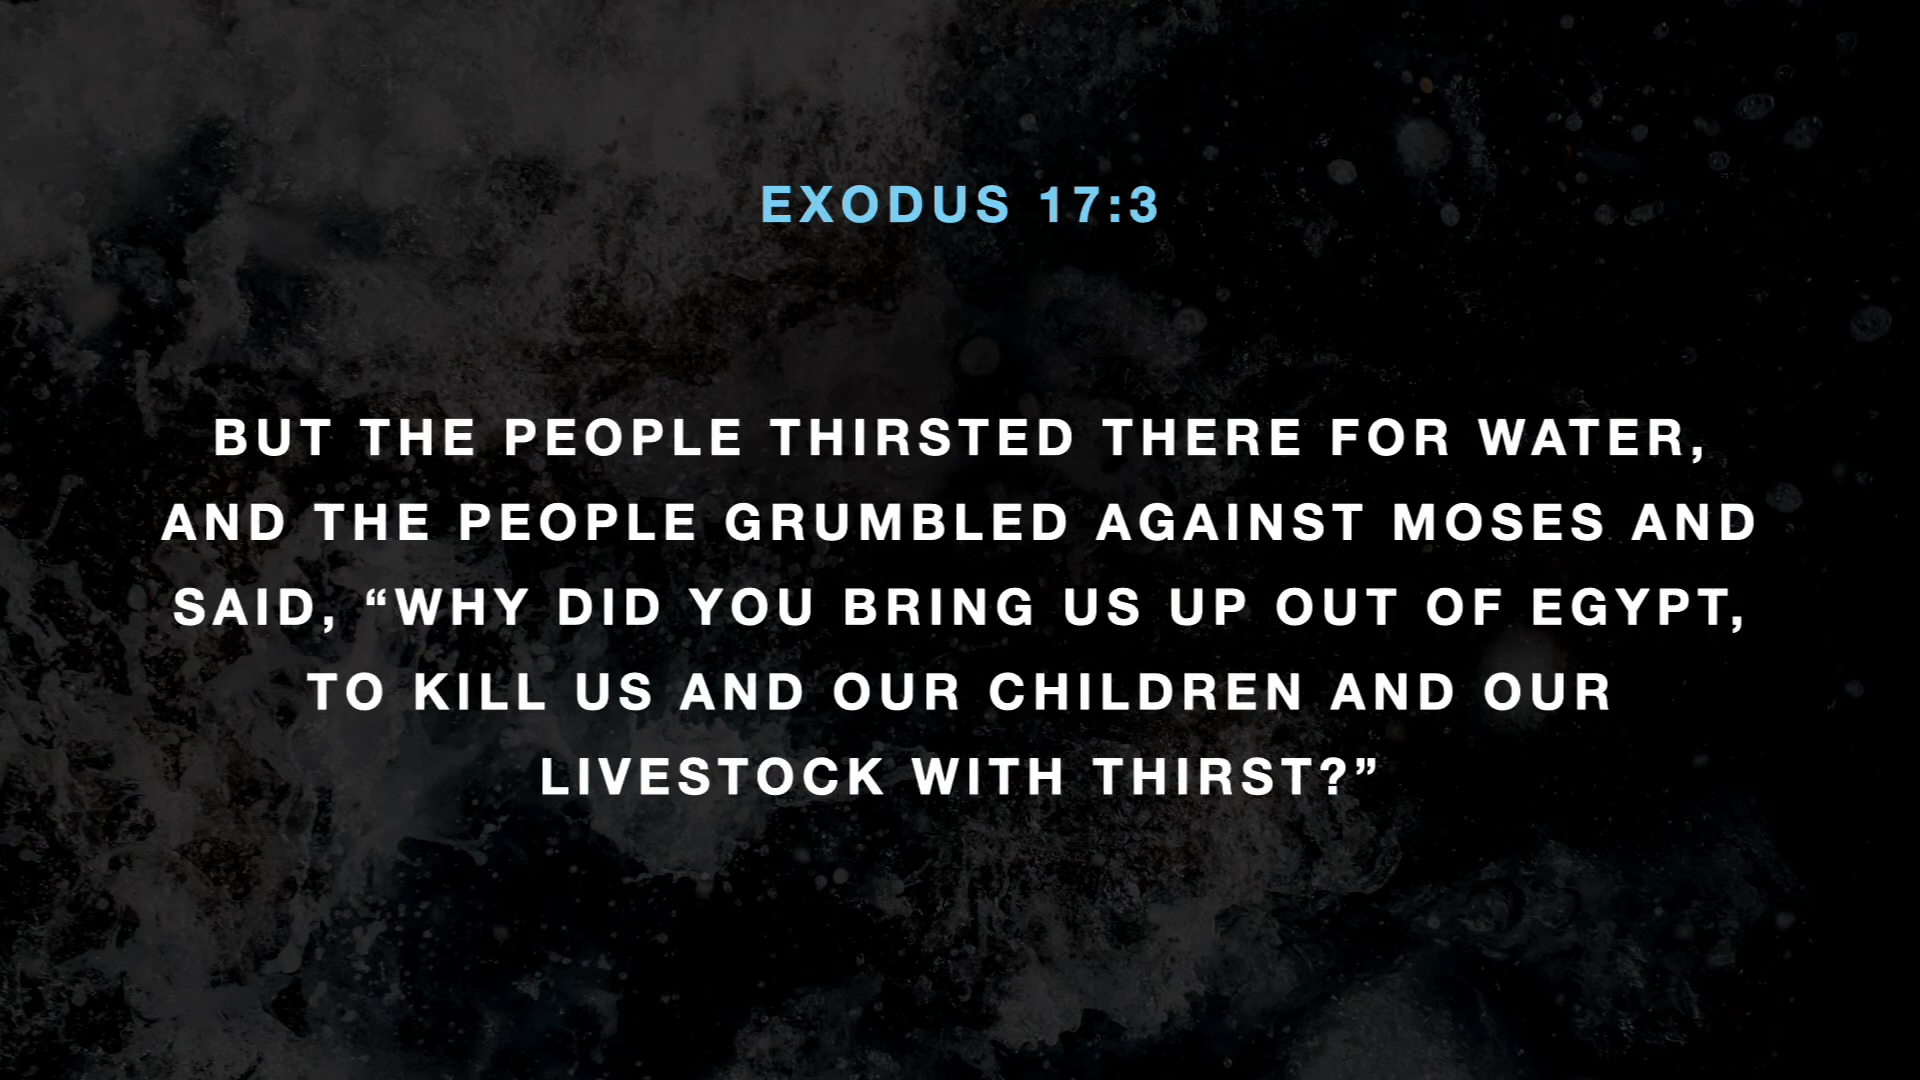 EXODUS 17:3
BUT THE PEOPLE THIRSTED THERE FOR WATER,
AND THE PEOPLE GRUMBLED AGAINST MOSES AND
SAID, “WHY DID YOU BRING US UP OUT OF EGYPT,
TO KILL US AND OUR CHILDREN AND OUR
LIVESTOCK WITH THIRST?”